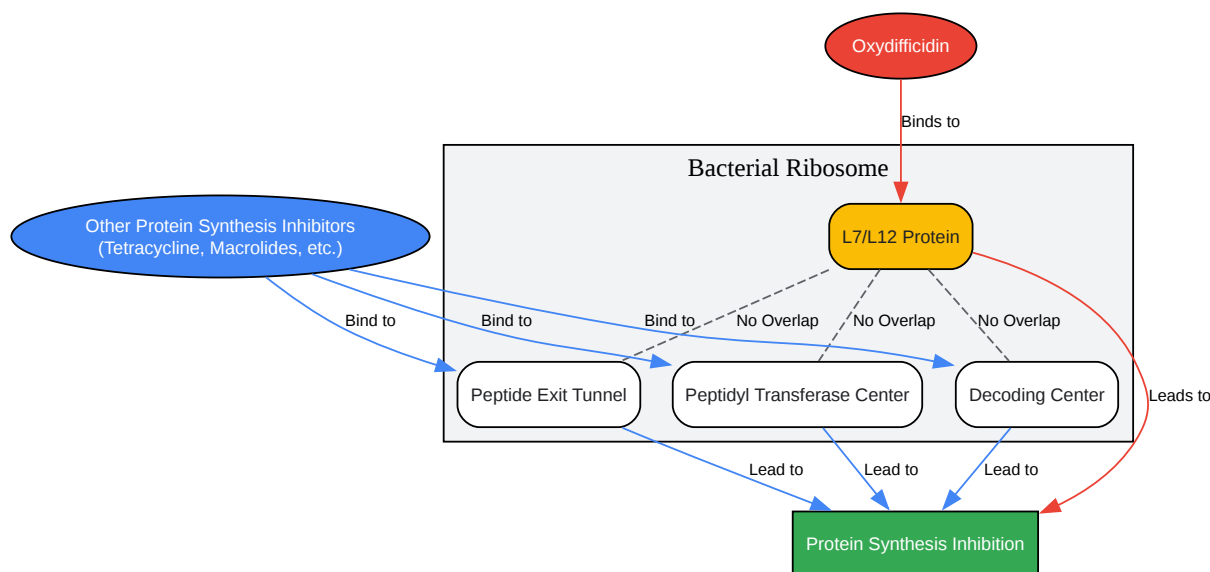 Oxydifficidin
Binds to
Bacterial Ribosome
Other Protein Synthesis Inhibitors
(Tetracycline, Macrolides, etc.)
L7/L12 Protein
Bind to
Bind to
Bind to
No Overlap
No Overlap
No Overlap
Peptide Exit Tunnel
Peptidyl Transferase Center
Decoding Center
Leads to
Lead to
Lead to
Lead to
Protein Synthesis Inhibition